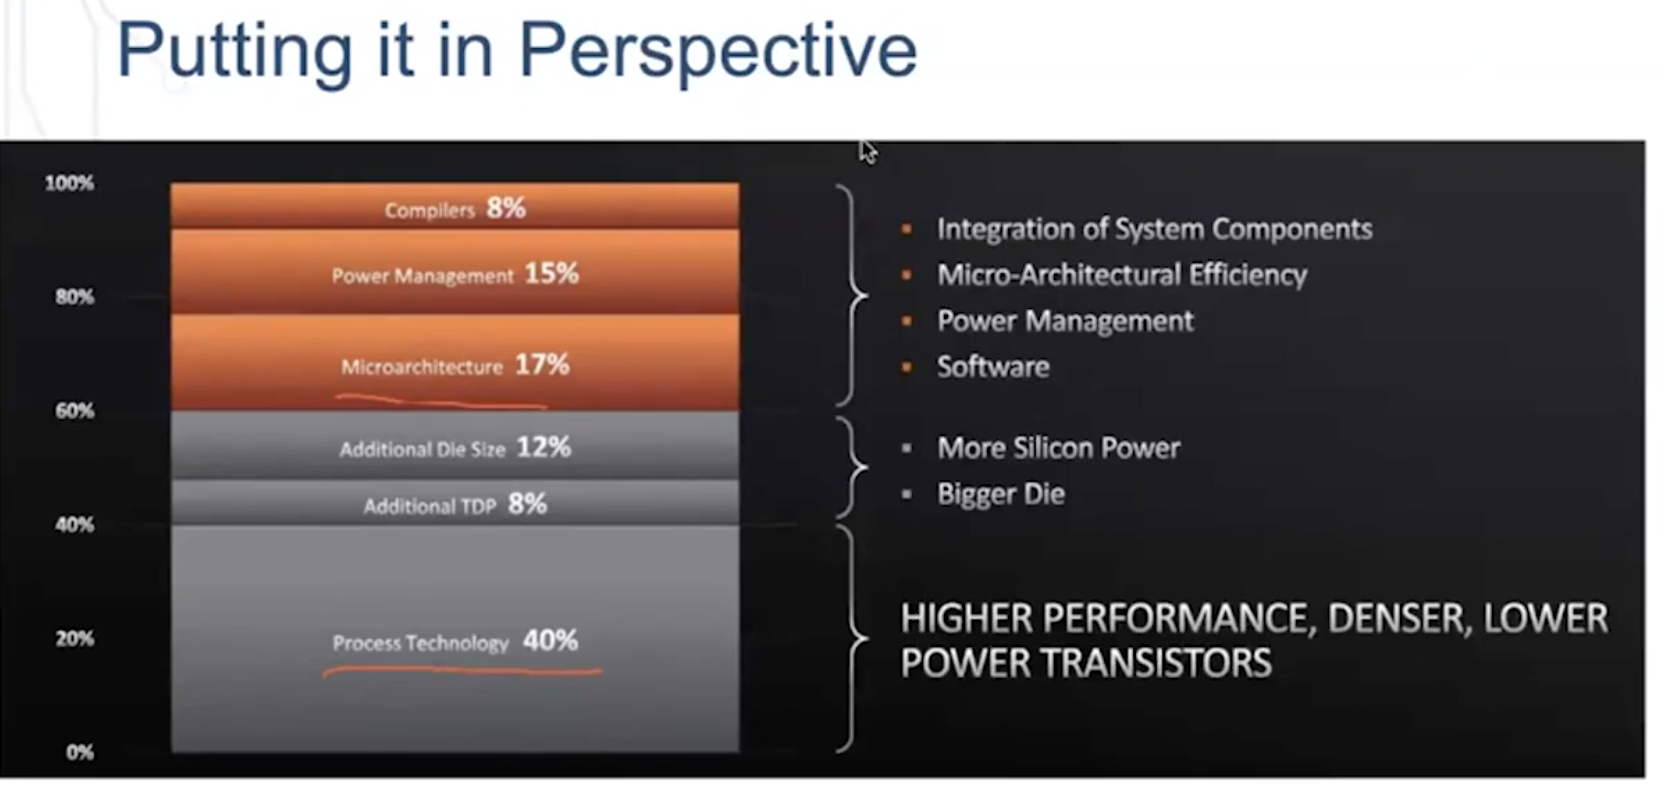 Putting it in Perspective
100%
Compilers 8%
Power Management 15%
80%
Microarchitecture 17%
60%
Additional Die Size 12%
Additional TDP 8%
40%
Process Technology 40%
20%
0%
Integration of System Components
Micro-Architectural Efficiency
Power Management
Software
More Silicon Power
Bigger Die
HIGHER PERFORMANCE, DENSER, LOWER
POWER TRANSISTORS